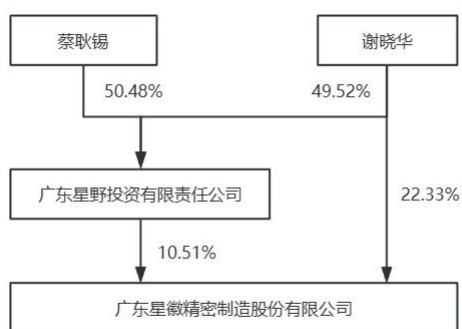 蔡耿锡
谢晓华
50.48%
49.52%
广东星野投资有限责任公司
22.33%
10.51%
广东星徽精密制造股份有限公司